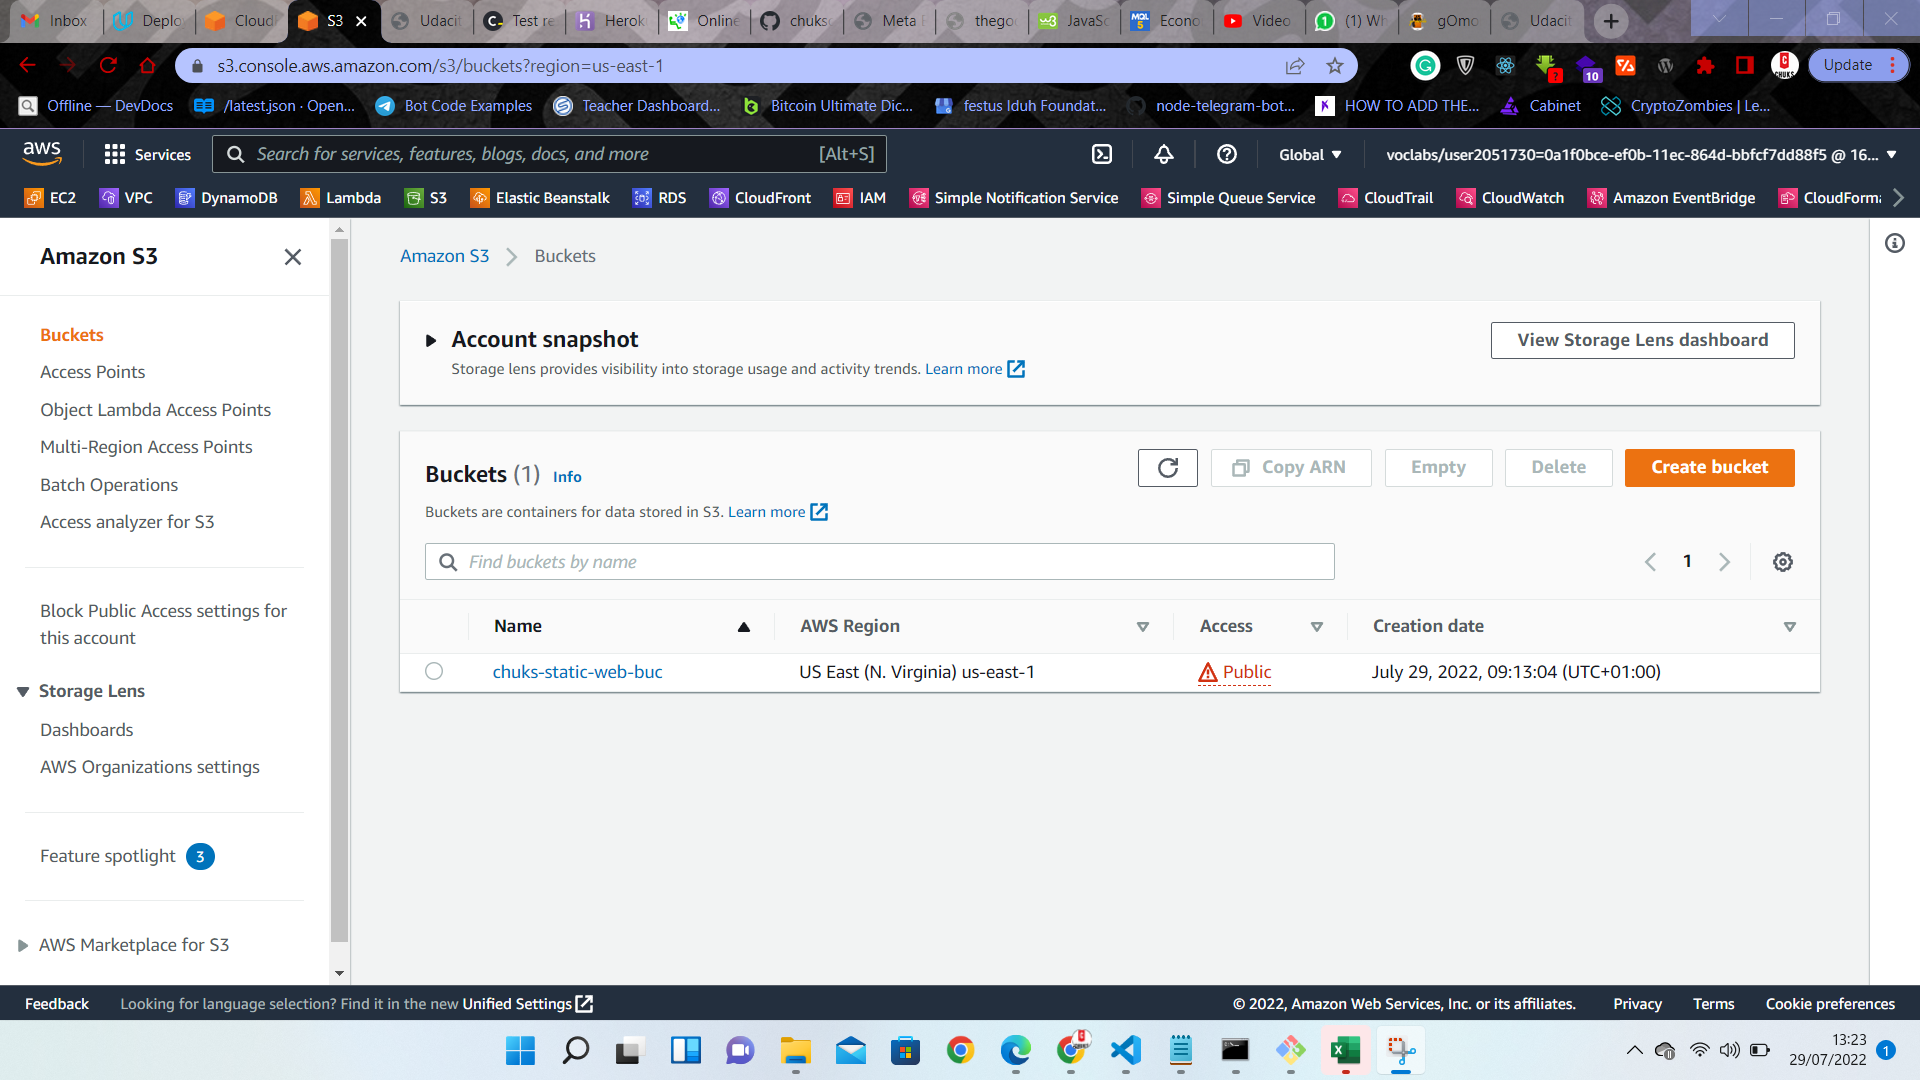 Inbox
Deplo
Cloud
S3
Udacit
Test re
Herok
Online
chuks
Meta
thegoo
JavaSc
Econo
Video
(1) Wh
gOmo
Udacit
s3.console.aws.amazon.com/s3/buckets?region=us-east-1
10
Update
Offline — DevDocs
/latest.json · Open...
Bot Code Examples
Teacher Dashboard...
Bitcoin Ultimate Dic...
festus Iduh Foundat...
node-telegram-bot...
HOW TO ADD THE...
Cabinet
CryptoZombies | Le...
aws
Services
Search for services, features, blogs, docs, and more
[Alt+S]
Global
voclabs/user2051730=0a1f0bce-ef0b-11ec-864d-bbfcf7dd88f5 @ 16...
EC2
VPC
DynamoDB
Lambda
S3
Elastic Beanstalk
RDS
CloudFront
IAM
Simple Notification Service
Simple Queue Service
CloudTrail
CloudWatch
Amazon EventBridge
CloudForma
Amazon S3
Buckets
Access Points
Object Lambda Access Points
Multi-Region Access Points
Batch Operations
Access analyzer for S3
Block Public Access settings for
this account
Storage Lens
Dashboards
AWS Organizations settings
Feature spotlight 3
AWS Marketplace for S3
Amazon S3
Buckets
Account snapshot
Storage lens provides visibility into storage usage and activity trends. Learn more
View Storage Lens dashboard
Buckets (1) Info
Buckets are containers for data stored in S3. Learn more
Copy ARN
Empty
Delete
Create bucket
Find buckets by name
1
Name
AWS Region
Access
Creation date
chuks-static-web-buc
US East (N. Virginia) us-east-1
Public
July 29, 2022, 09:13:04 (UTC+01:00)
Feedback
Looking for language selection? Find it in the new Unified Settings
© 2022, Amazon Web Services, Inc. or its affiliates.
Privacy
Terms
Cookie preferences
13:23
29/07/2022
1